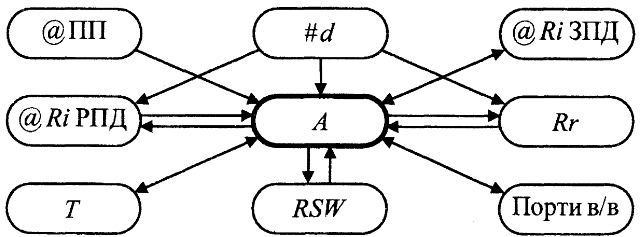 @ПП
#d
@Ri ЗПД
@Ri РПД
A
Rr
T
RSW
Порти в/в